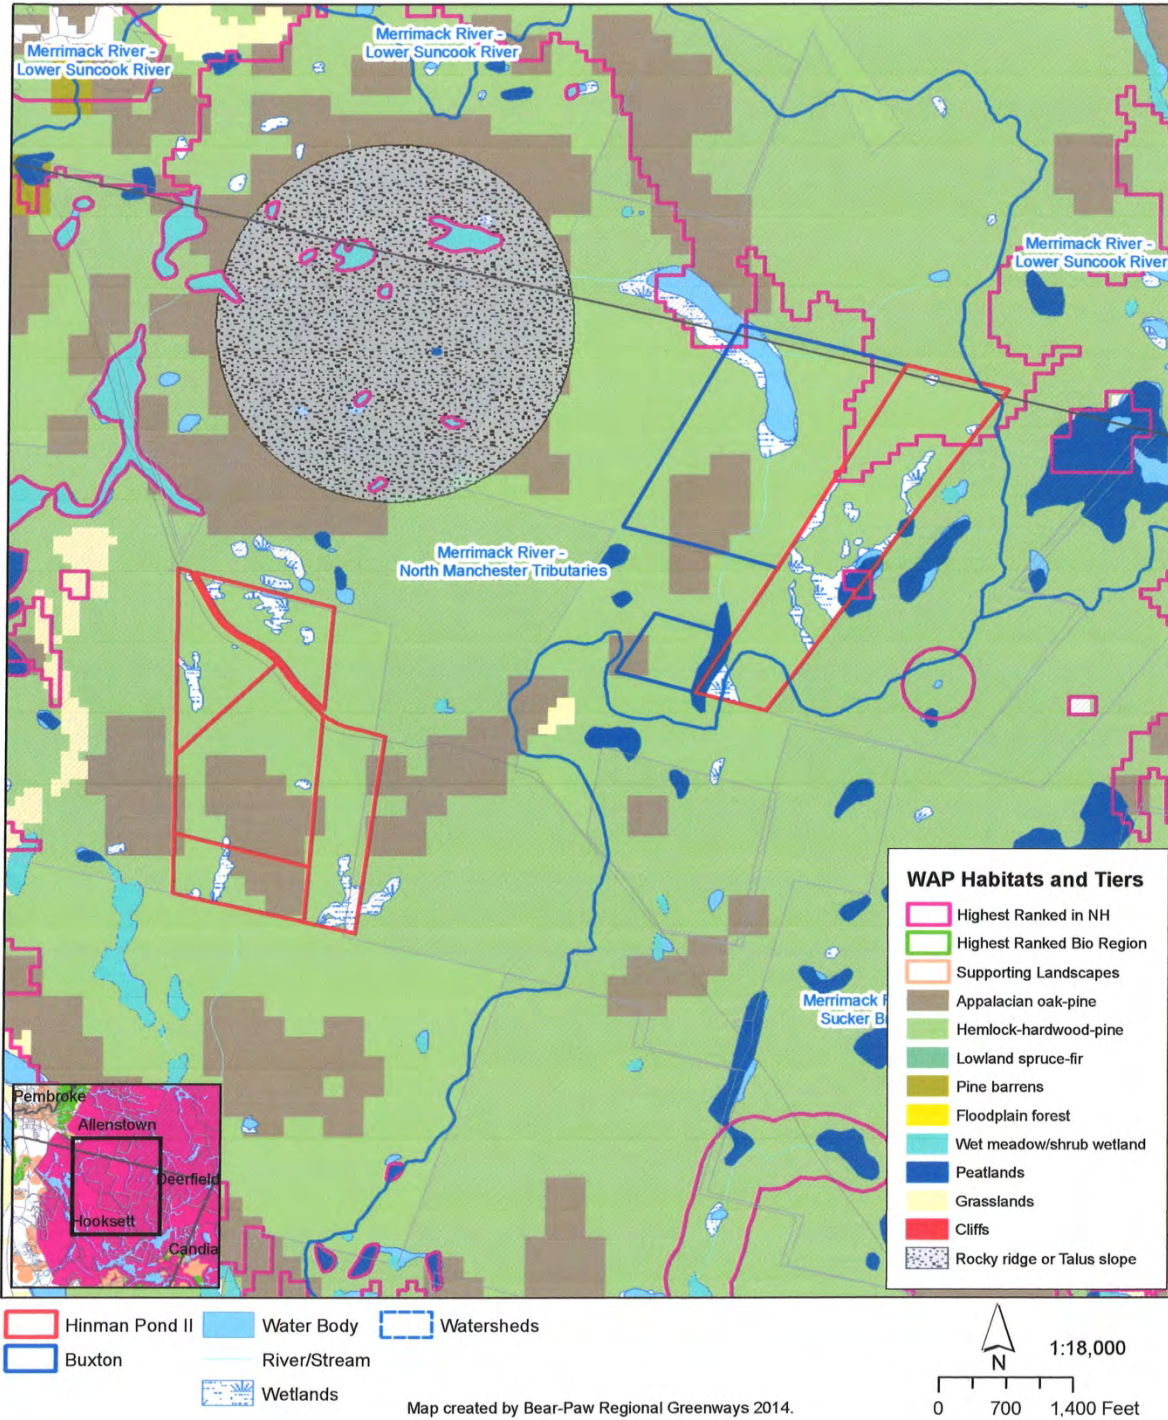 Merrimack River -
Lower Suncook River
Merrimack River -
Lower Suncook River
Merrimack River -
Lower Suncook River
Merrimack River -
North Manchester Tributaries
Merrimack
Sucker
WAP Habitats and Tiers
Highest Ranked in NH
Highest Ranked Bio Region
Supporting Landscapes
Appalacian oak-pine
Hemlock-hardwood-pine
Lowland spruce-fir
Pine barrens
Floodplain forest
Wet meadow/shrub wetland
Peatlands
Grasslands
Cliffs
Rocky ridge or Talus slope
Pembroke
Allenstown
Deerfield
Hooksett
Candia
Hinman Pond II
Water Body
Watersheds
Buxton
River/Stream
Wetlands
Map created by Bear-Paw Regional Greenways 2014.
N
1:18,000
0 700 1,400 Feet